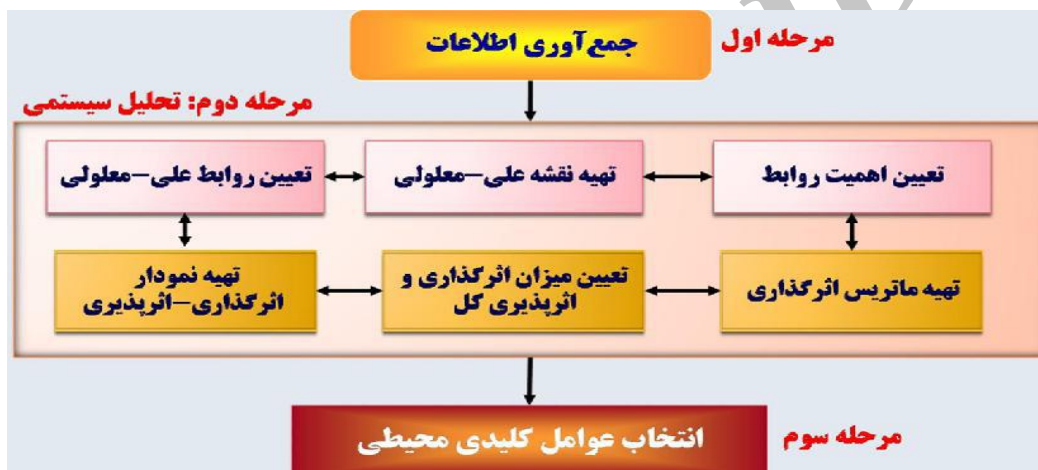 مرحله اول
جمع‌آوری اطلاعات
مرحله دوم: تحلیل سیستمی
تعیین اهمیت روابط
تهیه نقشه علی–معلولی
تعیین روابط علی–معلولی
تهیه ماتریس اثرگذاری
تعیین میزان اثرگذاری و
اثرپذیری کل
تهیه نمودار
اثرگذاری–اثرپذیری
مرحله سوم
انتخاب عوامل کلیدی محیطی